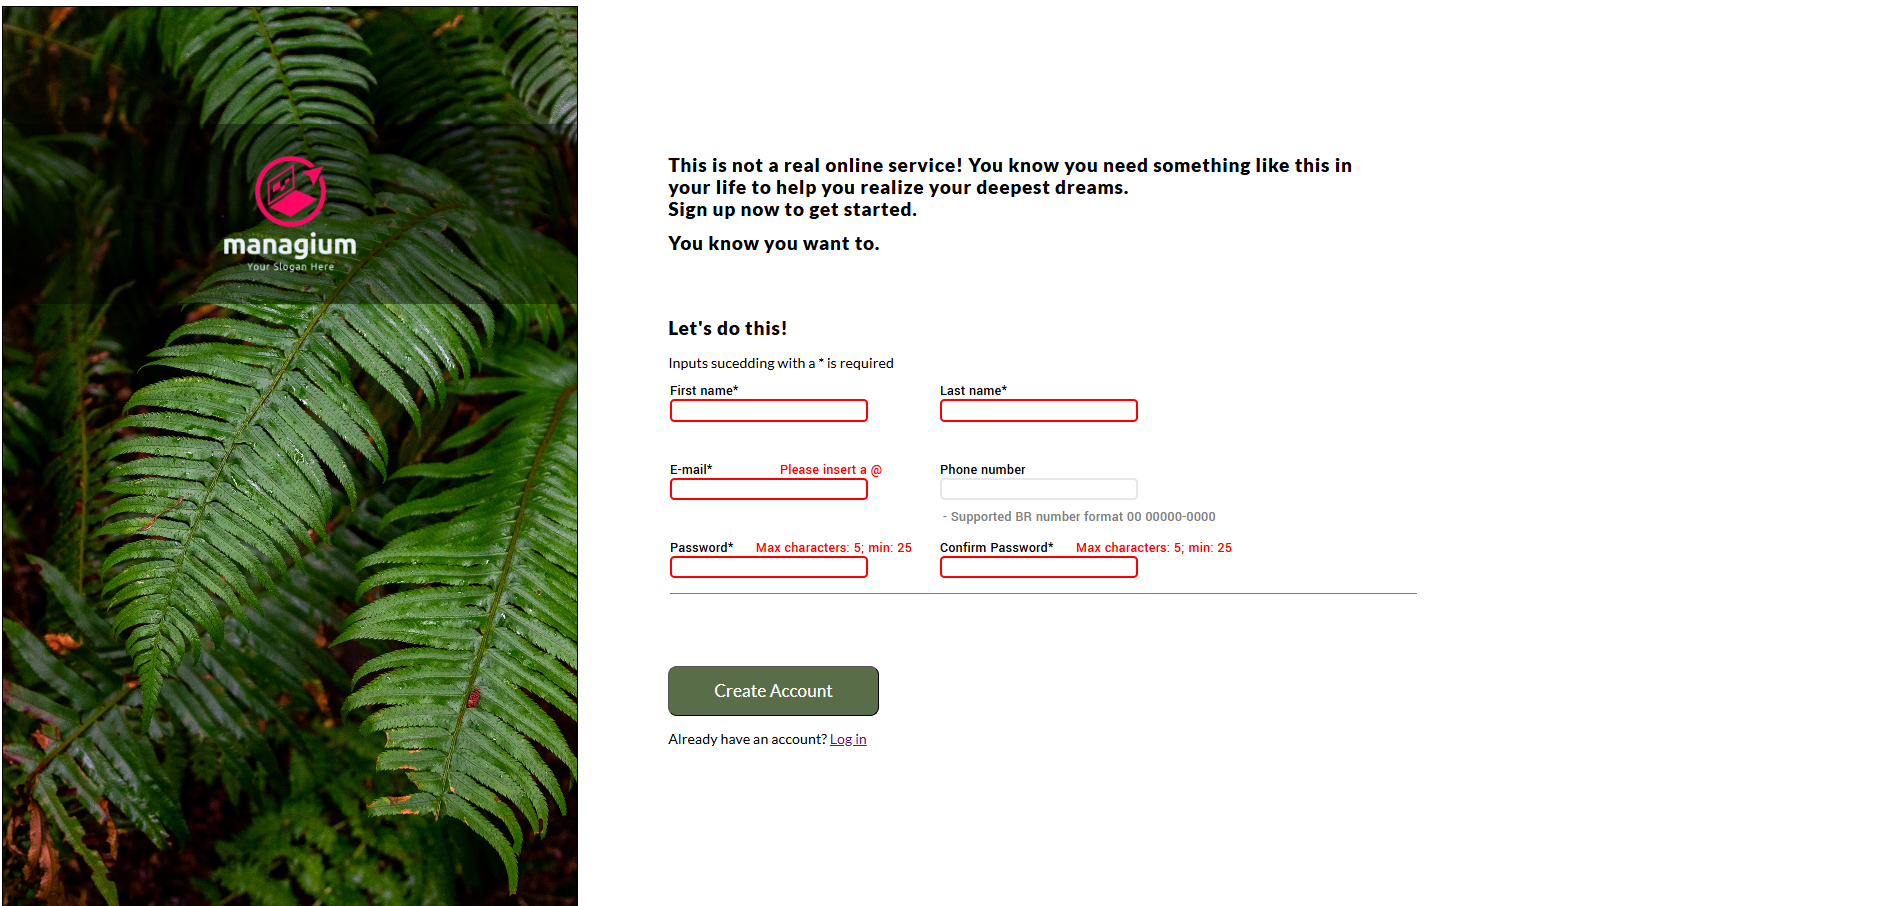 managium
Your Slogan Here
This is not a real online service! You know you need something like this in
your life to help you realize your deepest dreams.
Sign up now to get started.
You know you want to.
Let's do this!
Inputs sucedding with a * is required
First name*
Last name*
E-mail* Please insert a @
Phone number
- Supported BR number format 00 00000-0000
Password* Max characters: 5; min: 25
Confirm Password* Max characters: 5; min: 25
Create Account
Already have an account? Log in